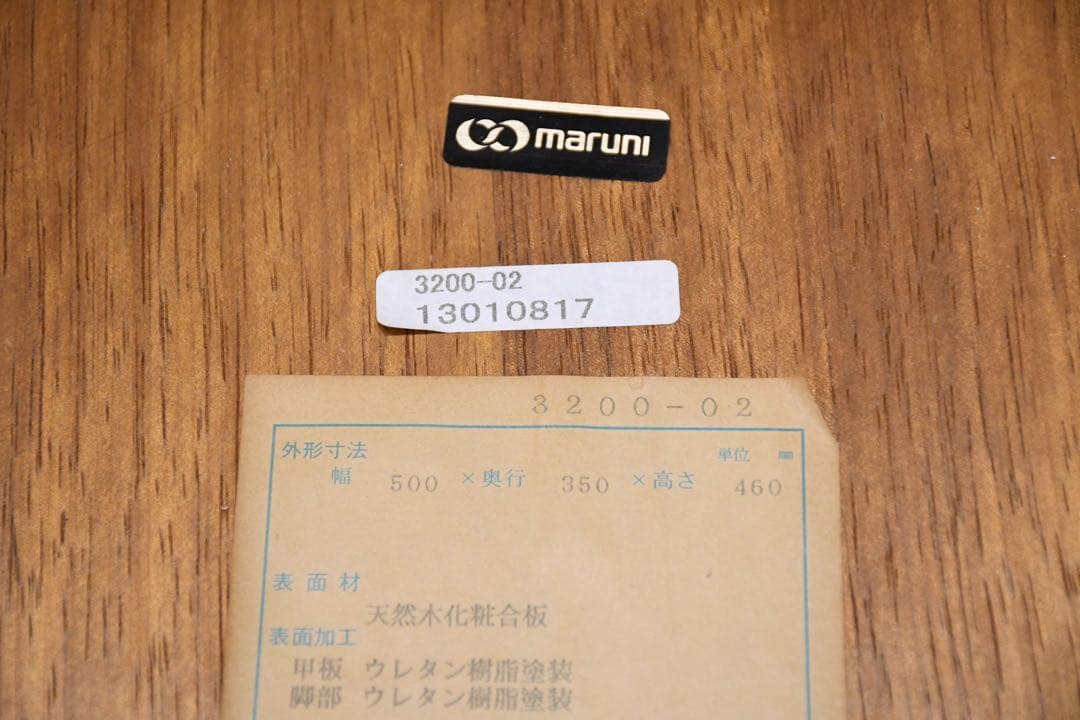 maruni
3200-02
13010817
3200-02
外形寸法 単位 ㎜
幅 500 ×奥行 350 ×高さ 460
表面材
天然木化粧合板
表面加工
甲板 ウレタン樹脂塗装
脚部 ウレタン樹脂塗装